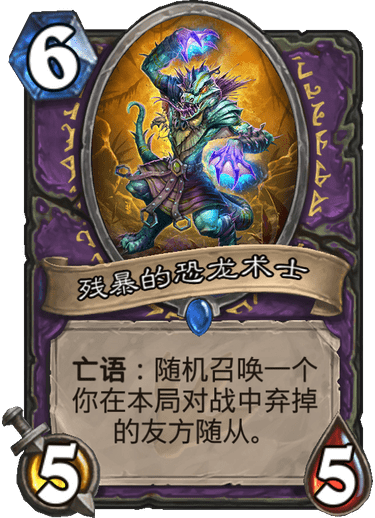 6
残暴的恐龙术士
亡语：随机召唤一个
你在本局对战中弃掉
的友方随从。
5
5